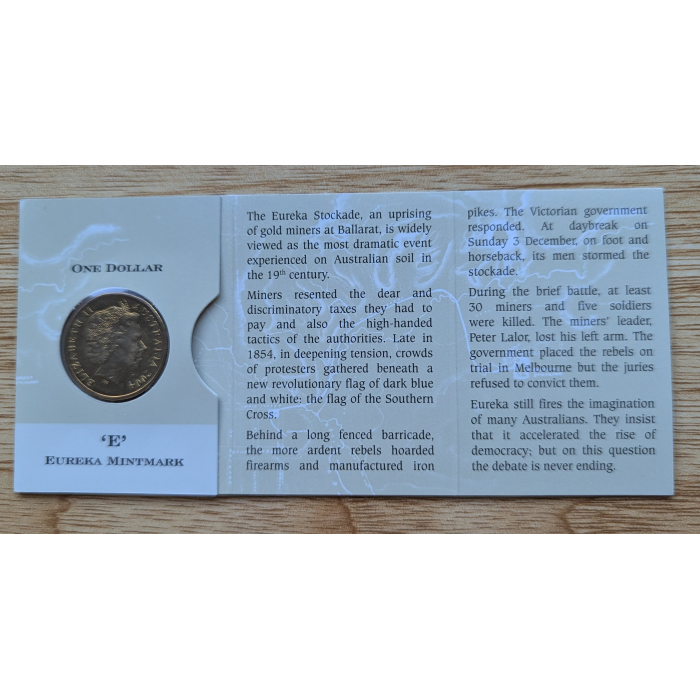 ONE DOLLAR
ELIZABETH II AUSTRALIA 2004
'E'
EUREKA MINTMARK
The Eureka Stockade, an uprising
of gold miners at Ballarat, is widely
viewed as the most dramatic event
experienced on Australian soil in
the 19th century.
Miners resented the dear and
discriminatory taxes they had to
pay and also the high-handed
tactics of the authorities. Late in
1854, in deepening tension, crowds
of protesters gathered beneath a
new revolutionary flag of dark blue
and white: the flag of the Southern
Cross.
Behind a long fenced barricade,
the more ardent rebels hoarded
firearms and manufactured iron
pikes. The Victorian government
responded. At daybreak on
Sunday 3 December, on foot and
horseback, its men stormed the
stockade.
During the brief battle, at least
30 miners and five soldiers
were killed. The miners' leader,
Peter Lalor, lost his left arm. The
government placed the rebels on
trial in Melbourne but the juries
refused to convict them.
Eureka still fires the imagination
of many Australians. They insist
that it accelerated the rise of
democracy; but on this question
the debate is never ending.